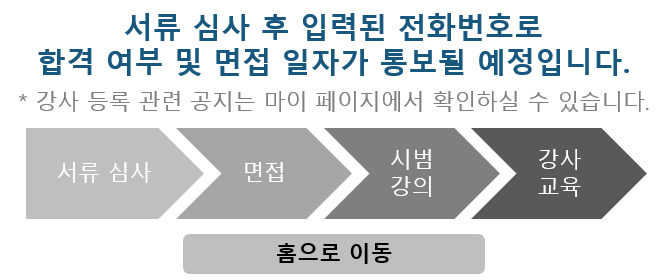 서류 심사 후 입력된 전화번호로
합격 여부 및 면접 일자가 통보될 예정입니다.
* 강사 등록 관련 공지는 마이 페이지에서 확인하실 수 있습니다.
서류 심사
면접
시범
강의
강사
교육
홈으로 이동